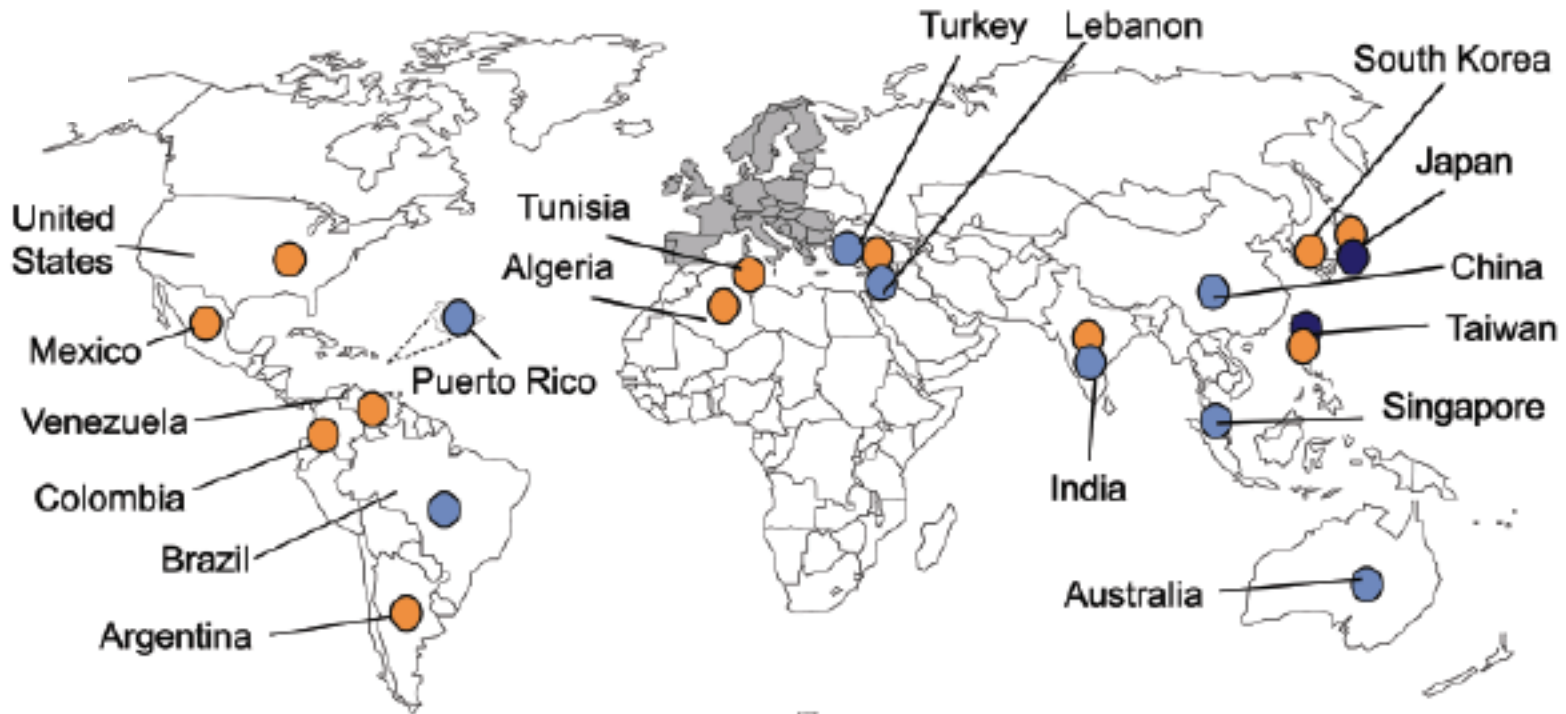 Turkey
Lebanon
South Korea
Japan
United
States
Tunisia
Algeria
China
Mexico
Puerto Rico
Taiwan
Venezuela
Singapore
Colombia
India
Brazil
Australia
Argentina